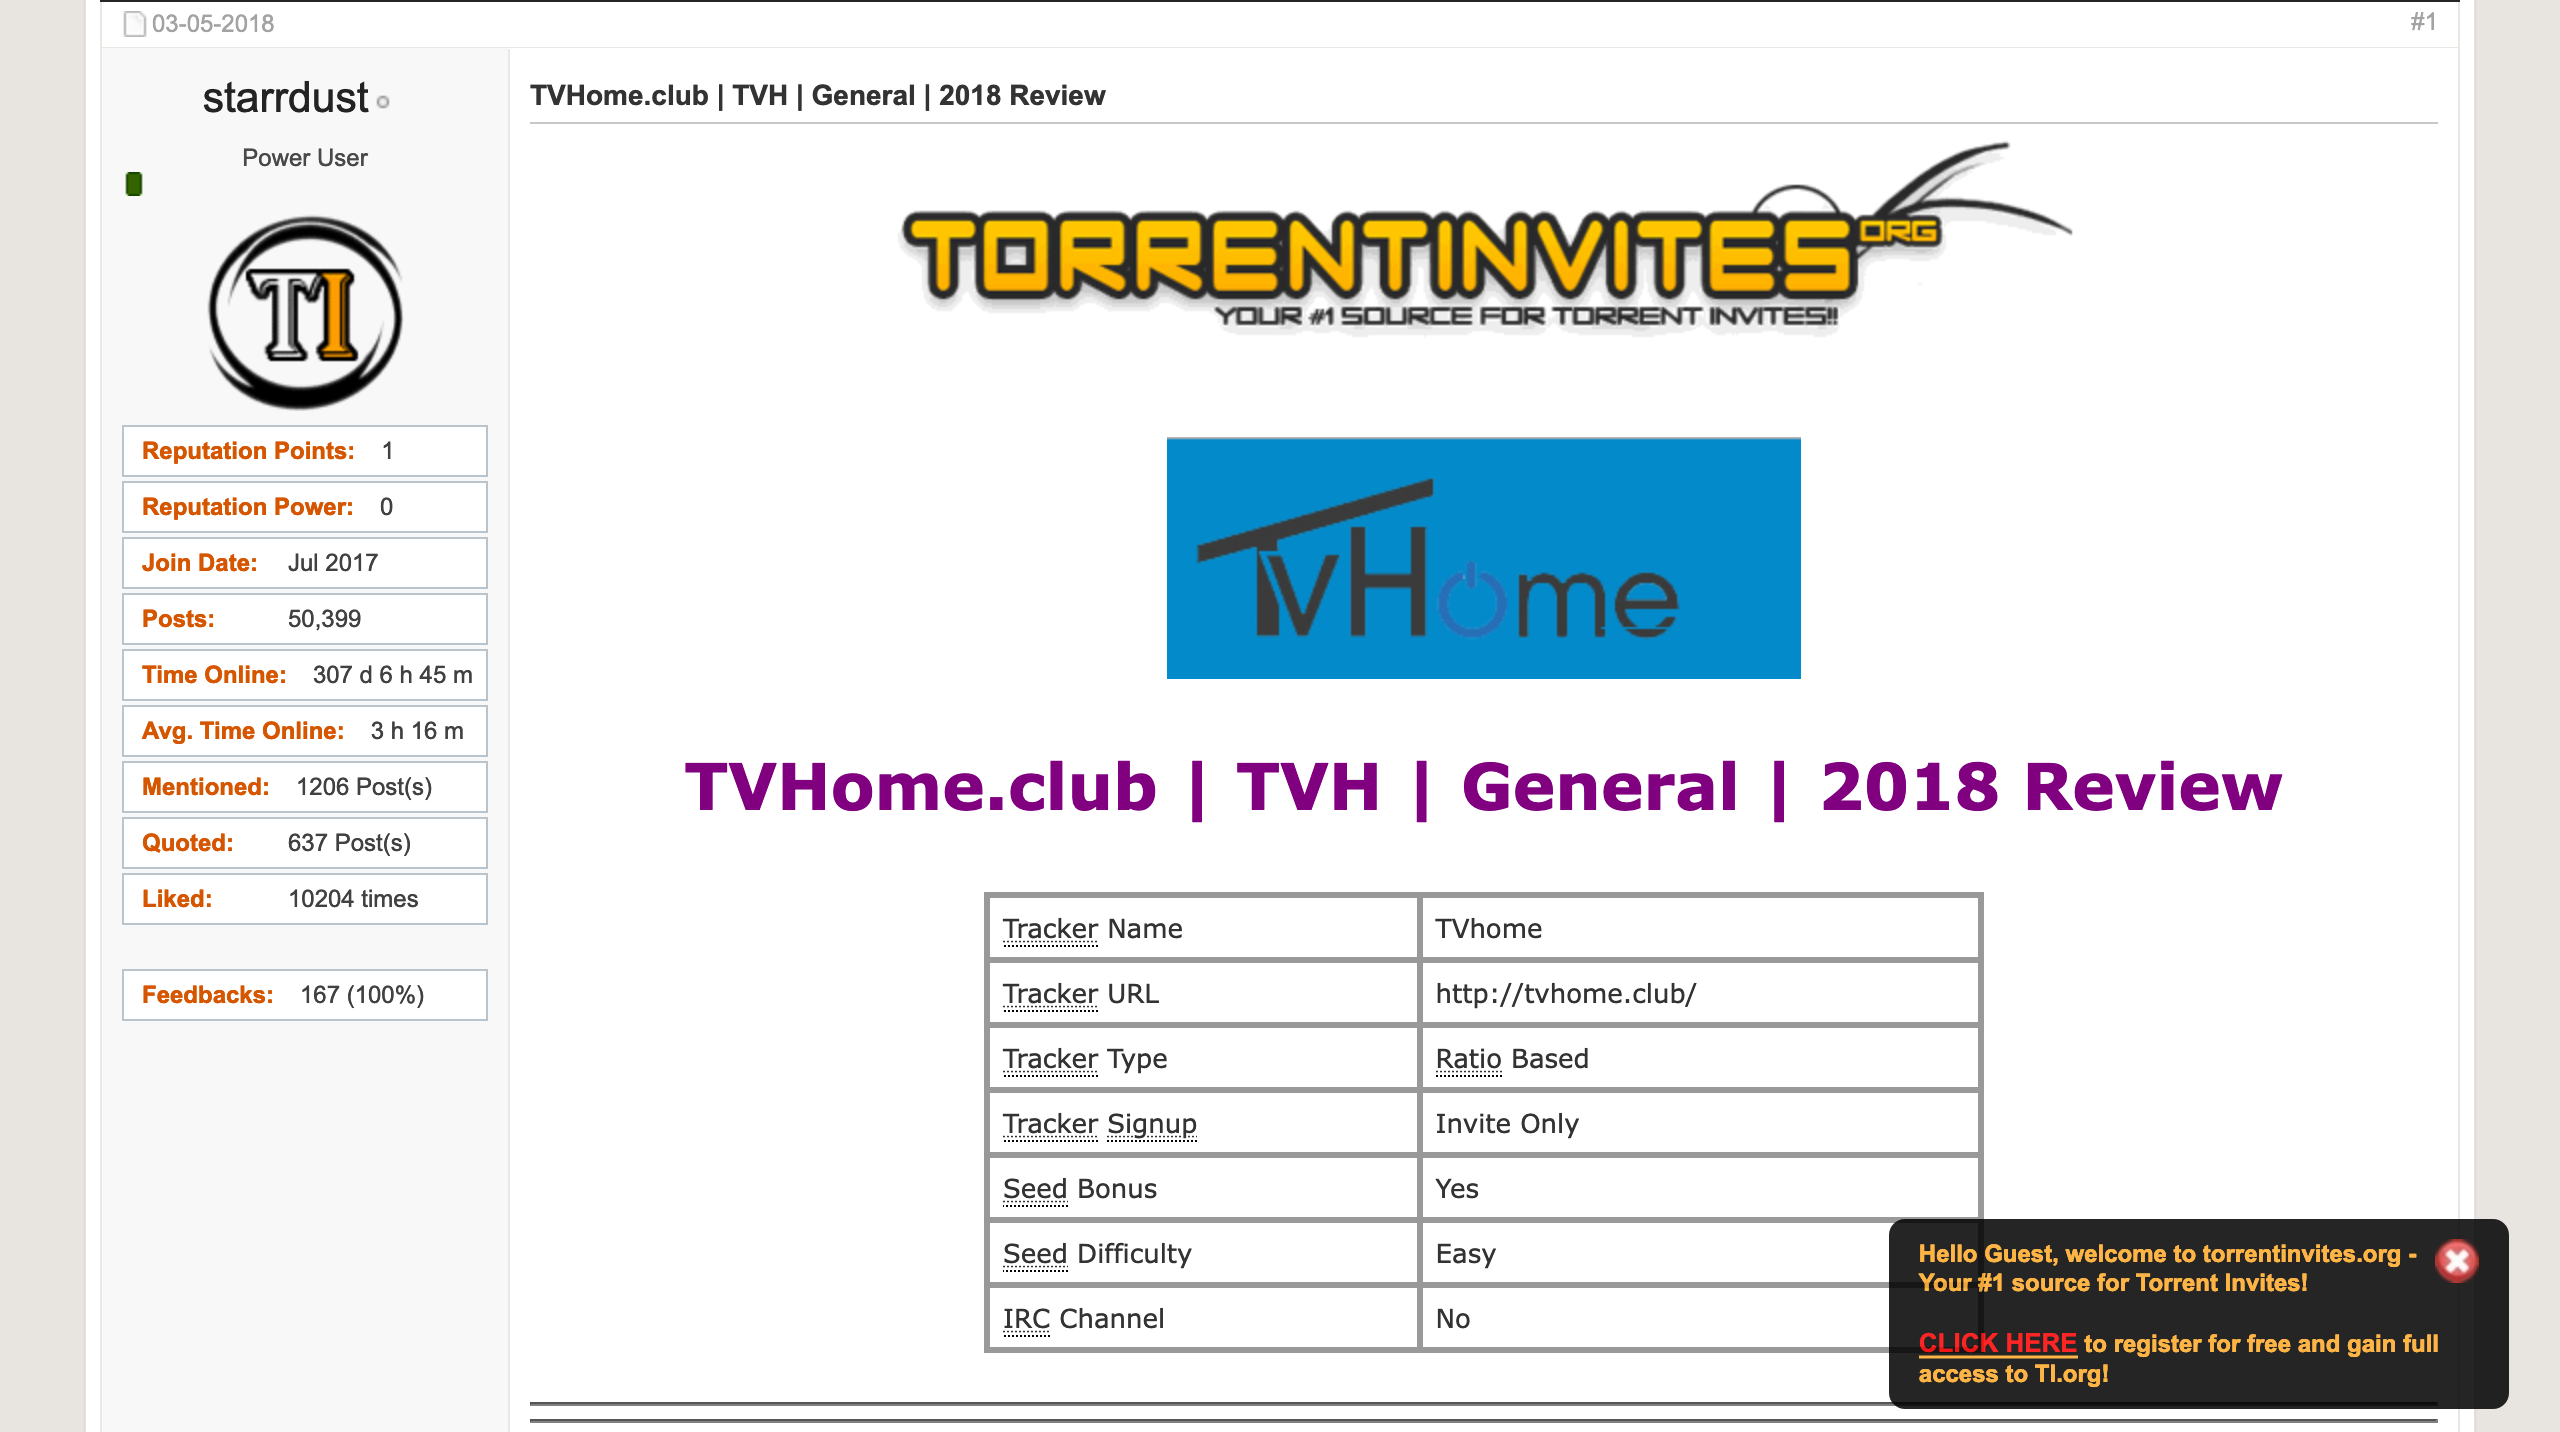 03-05-2018
#1
starrdust
Power User
TI
Reputation Points: 1
Reputation Power: 0
Join Date: Jul 2017
Posts: 50,399
Time Online: 307 d 6 h 45 m
Avg. Time Online: 3 h 16 m
Mentioned: 1206 Post(s)
Quoted: 637 Post(s)
Liked: 10204 times
Feedbacks: 167 (100%)
TVHome.club | TVH | General | 2018 Review
TORRENTINVITES ORG
YOUR #1 SOURCE FOR TORRENT INVITES!!
TvHome
TVHome.club | TVH | General | 2018 Review
Tracker Name TVhome
Tracker URL http://tvhome.club/
Tracker Type Ratio Based
Tracker Signup Invite Only
Seed Bonus Yes
Seed Difficulty Easy
IRC Channel No
Hello Guest, welcome to torrentinvites.org -
Your #1 source for Torrent Invites!
CLICK HERE to register for free and gain full
access to TI.org!